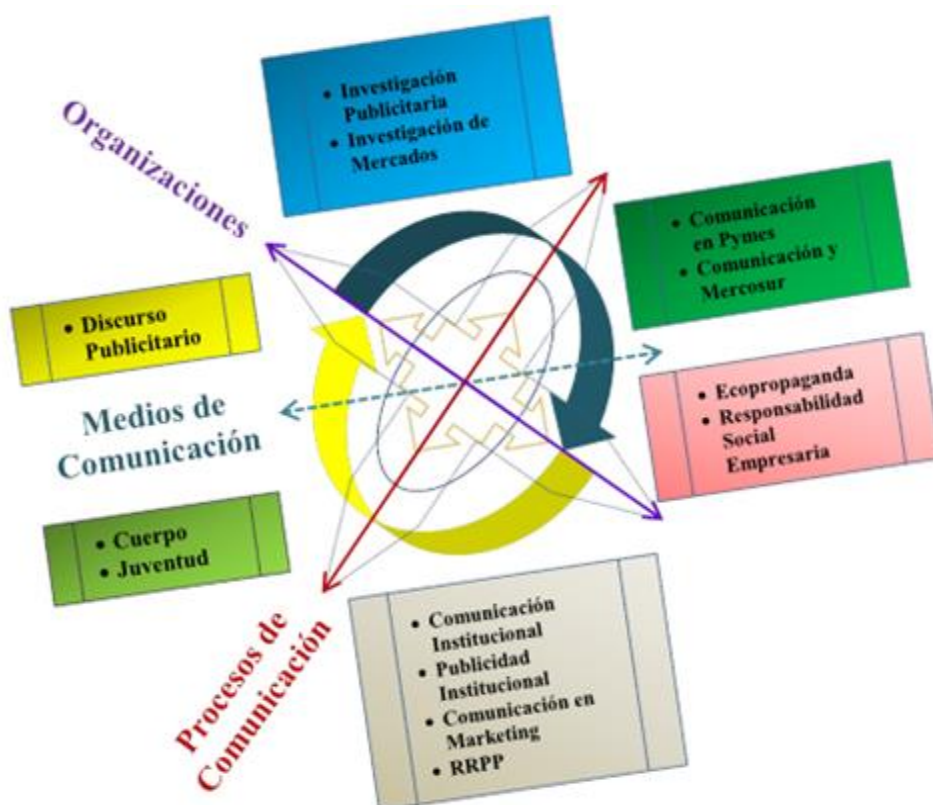 Organizaciones
• Investigación
Publicitaria
• Investigación de
Mercados
• Comunicación
en Pymes
• Comunicación y
Mercosur
• Discurso
Publicitario
Medios de
Comunicación
• Ecopropaganda
• Responsabilidad
Social
Empresaria
• Cuerpo
• Juventud
Procesos de
Comunicación
• Comunicación
Institucional
• Publicidad
Institucional
• Comunicación en
Marketing
• RRPP